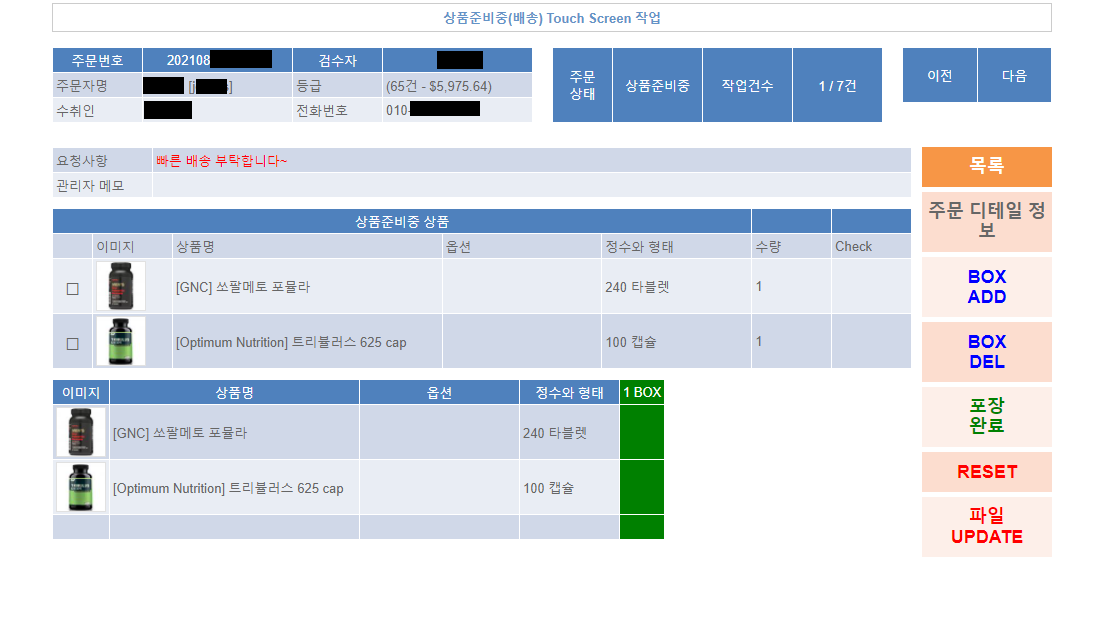 상품준비중(배송) Touch Screen 작업
주문번호 202108 검수자
주문자명 [j ] 등급 (65건 - $5,975.64)
수취인 전화번호 010-
주문
상태
상품준비중 작업건수 1 / 7건
이전 다음
요청사항 빠른 배송 부탁합니다~
관리자 메모
상품준비중 상품
이미지 상품명 옵션 정수와 형태 수량 Check
[GNC] 쏘팔메토 포뮬라 240 타블렛 1
[Optimum Nutrition] 트리뷸러스 625 cap 100 캡슐 1
이미지 상품명 옵션 정수와 형태 1 BOX
[GNC] 쏘팔메토 포뮬라 240 타블렛
[Optimum Nutrition] 트리뷸러스 625 cap 100 캡슐
목록
주문 디테일 정
보
BOX
ADD
BOX
DEL
포장
완료
RESET
파일
UPDATE